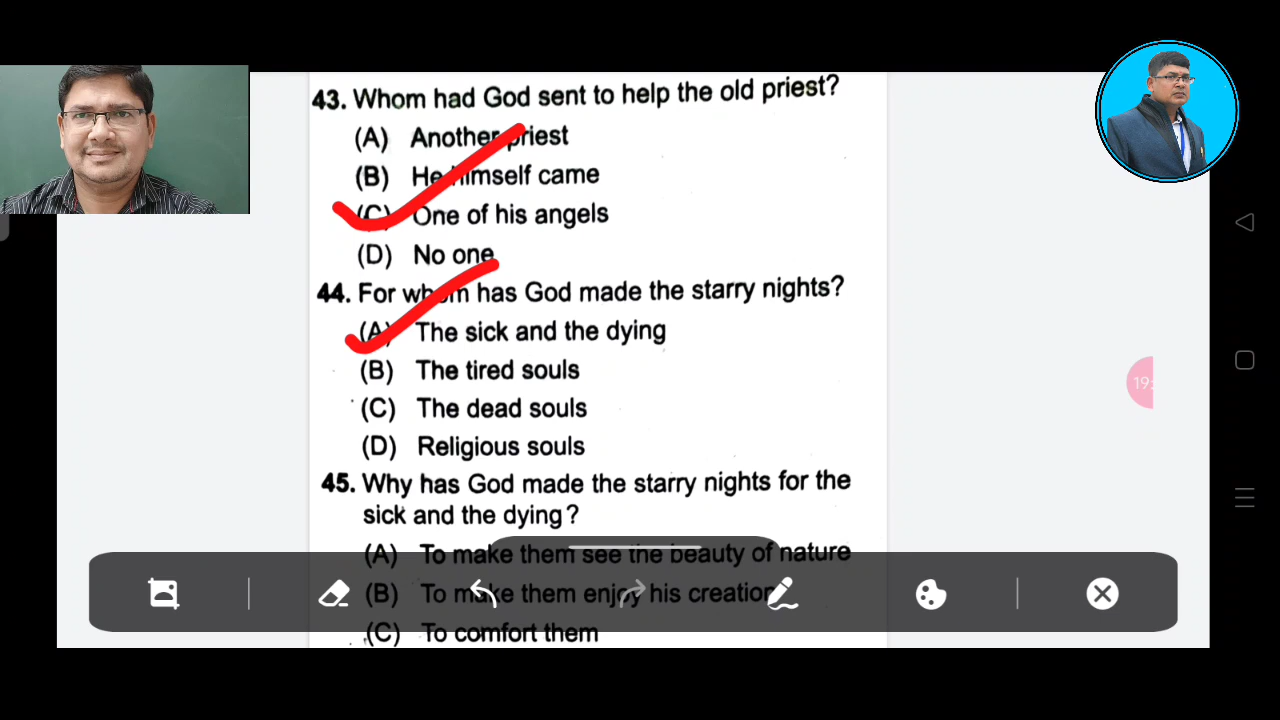 43. Whom had God sent to help the old priest?
(A) Another priest
(B) He himself came
(C) One of his angels
(D) No one
44. For whom has God made the starry nights?
(A) The sick and the dying
(B) The tired souls
(C) The dead souls
(D) Religious souls
19:
45. Why has God made the starry nights for the
sick and the dying?
(A) To make them see the beauty of nature
(B) To make them enjoy his creation
(C) To comfort them